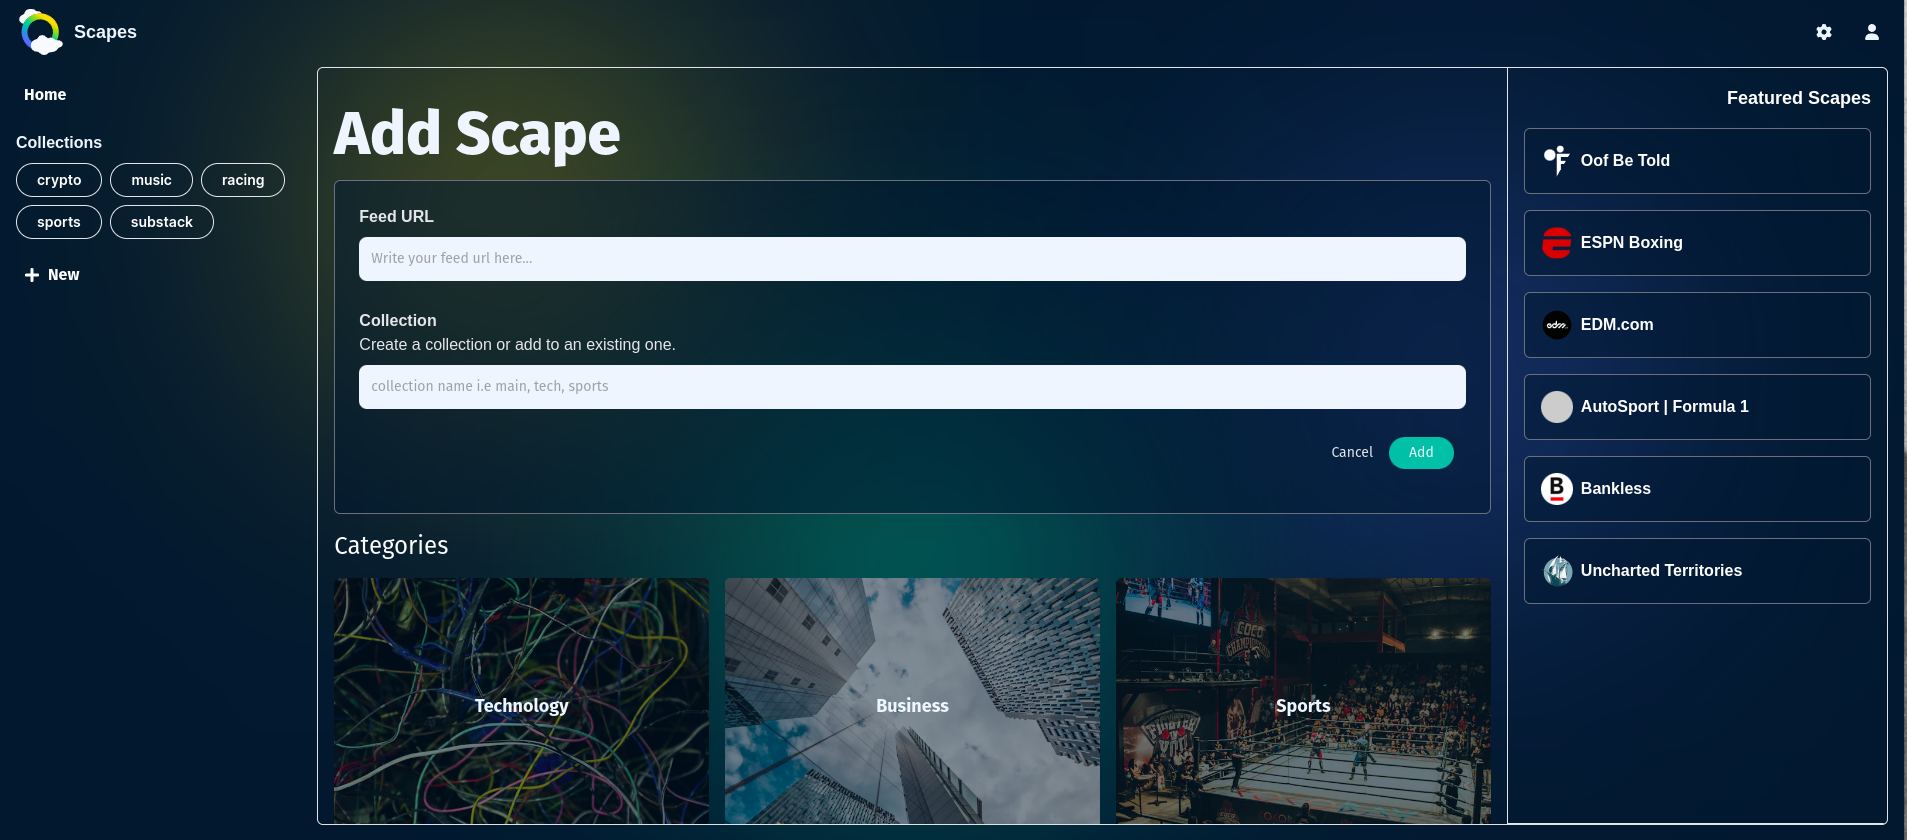 Scapes
Home
Collections
crypto
music
racing
sports
substack
New
Add Scape
Feed URL
Write your feed url here...
Collection
Create a collection or add to an existing one.
collection name i.e main, tech, sports
Cancel
Add
Categories
Technology
Business
Sports
Featured Scapes
Oof Be Told
ESPN Boxing
edm.
EDM.com
AutoSport | Formula 1
B
Bankless
Uncharted Territories